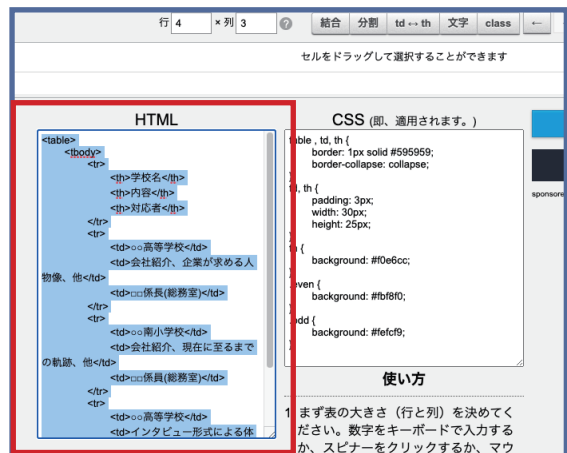 行 4 × 列 3 ? 結合 分割 td ↔ th 文字 class ←
セルをドラッグして選択することができます
HTML
<table>
<tbody>
<tr>
<th>学校名</th>
<th>内容</th>
<th>対応者</th>
</tr>
<tr>
<td>○○高等学校</td>
<td>会社紹介、企業が求める人
物像、他</td>
<td>□□係長(総務室)</td>
</tr>
<tr>
<td>○○南小学校</td>
<td>会社紹介、現在に至るまで
の軌跡、他</td>
<td>□□係員(総務室)</td>
</tr>
<tr>
<td>○○高等学校</td>
<td>インタビュー形式による体
CSS (即、適用されます。)
table , td, th {
border: 1px solid #595959;
border-collapse: collapse;
}
td, th {
padding: 3px;
width: 30px;
height: 25px;
}
th {
background: #f0e6cc;
}
.even {
background: #fbf8f0;
}
.odd {
background: #fefcf9;
}
使い方
1. まず表の大きさ（行と列）を決めてく
ださい。数字をキーボードで入力する
か、スピナーをクリックするか、マウ